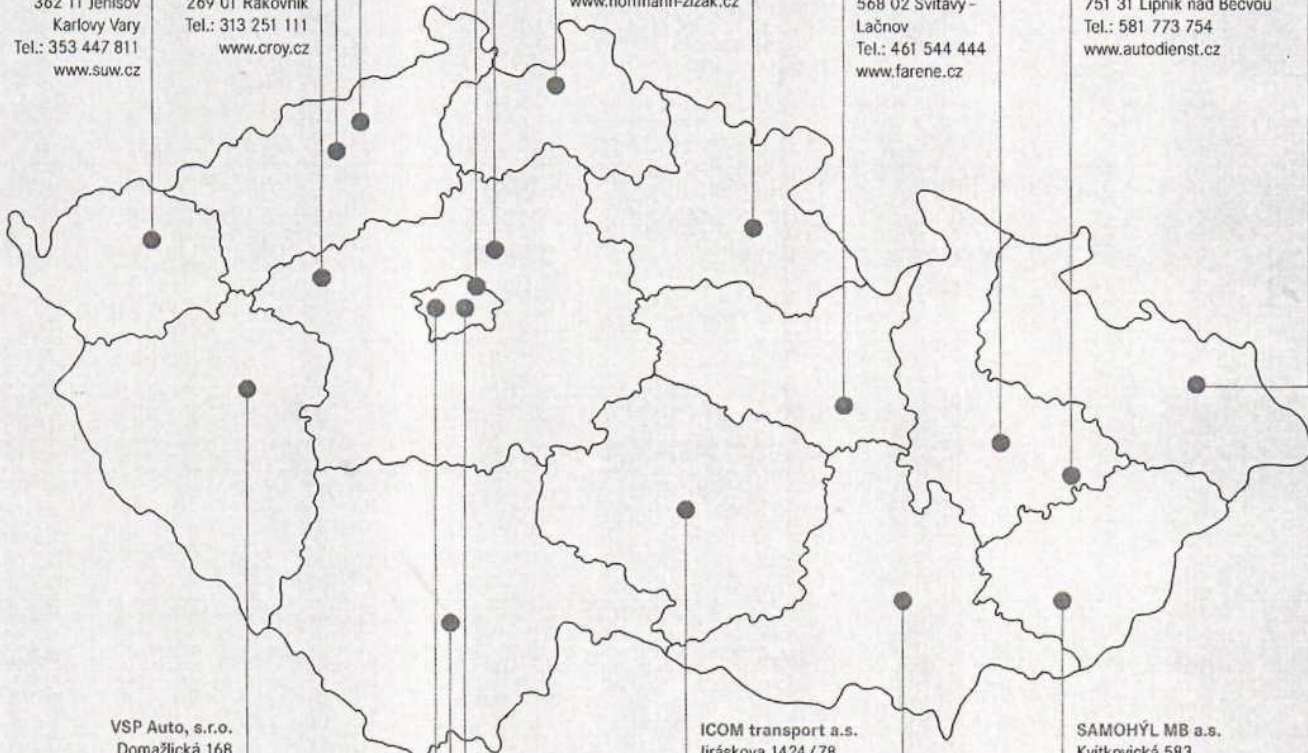 362 11 Jenišov
Karlovy Vary
Tel.: 353 447 811
www.suw.cz
269 01 Rakovník
Tel.: 313 251 111
www.croy.cz
www.hoffmann-zizak.cz
568 02 Svitavy -
Lačnov
Tel.: 461 544 444
www.farene.cz
751 31 Lipník nad Bečvou
Tel.: 581 773 754
www.autodienst.cz
VSP Auto, s.r.o.
Domažlická 168
ICOM transport a.s.
Jiráskova 1424/78
SAMOHÝL MB a.s.